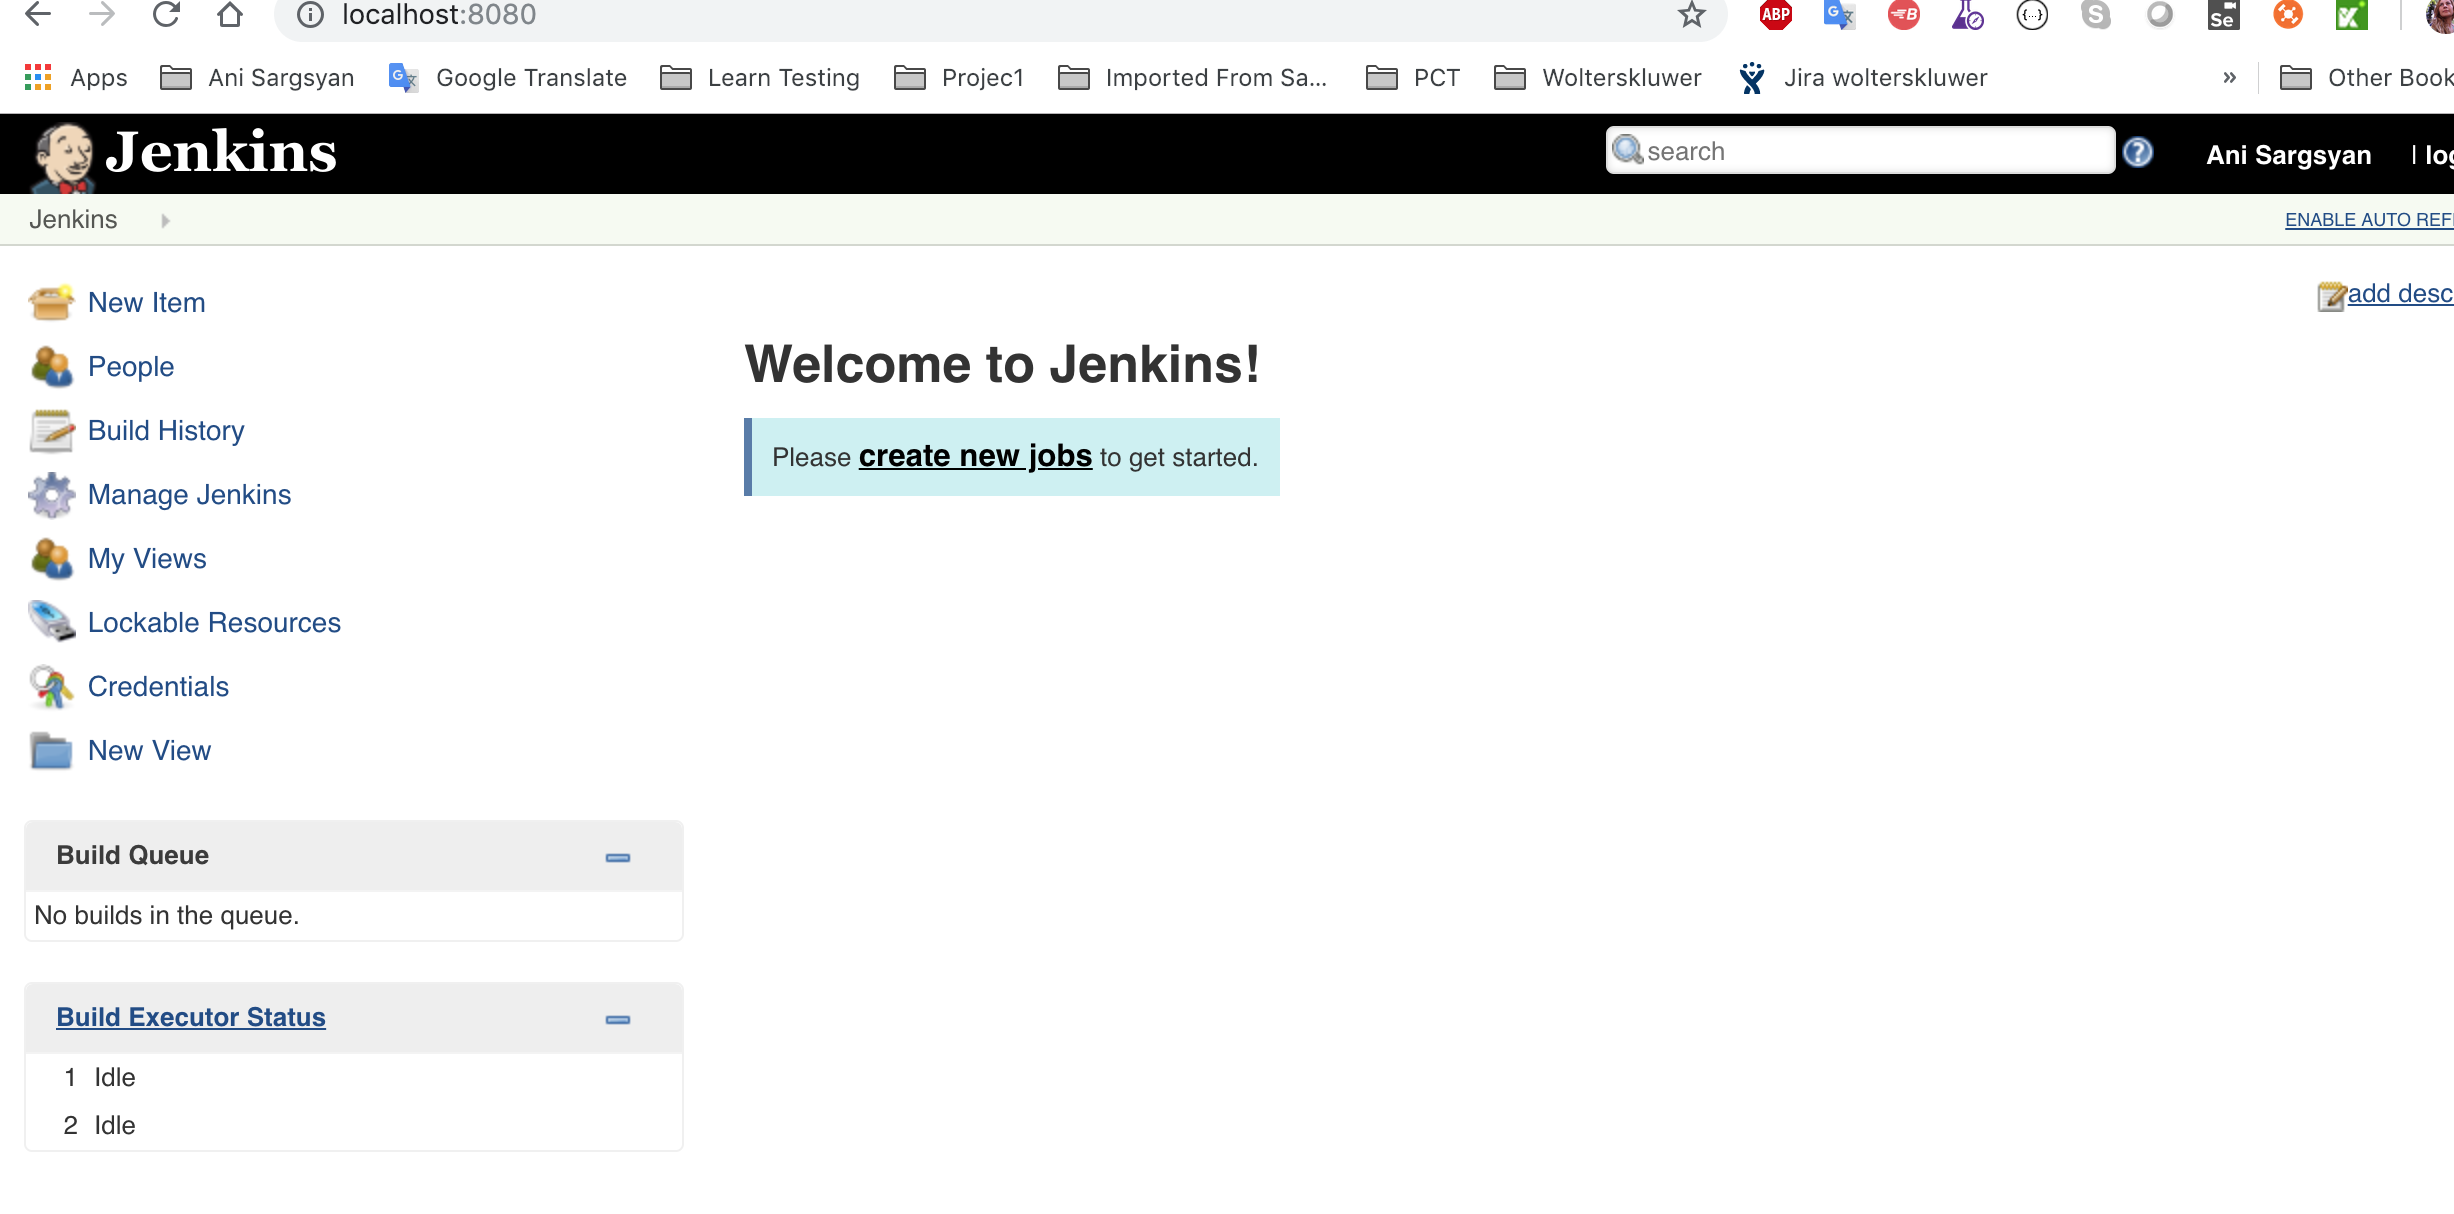 localhost:8080
ABP
Se
Apps Ani Sargsyan Google Translate Learn Testing Projec1 Imported From Sa... PCT Wolterskluwer Jira wolterskluwer » Other Book
Jenkins search Ani Sargsyan | log
Jenkins ENABLE AUTO REF
New Item add desc
People
Welcome to Jenkins!
Build History
Please create new jobs to get started.
Manage Jenkins
My Views
Lockable Resources
Credentials
New View
Build Queue
No builds in the queue.
Build Executor Status
1 Idle
2 Idle